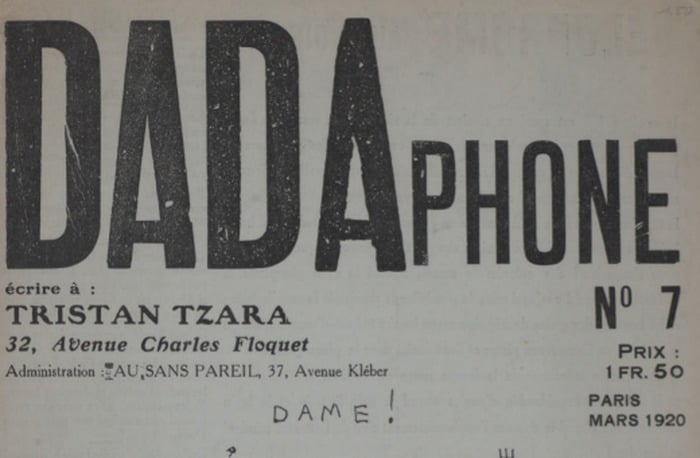 DADAPHONE
écrire à :
TRISTAN TZARA
32, Avenue Charles Floquet
Administration : AU SANS PAREIL, 37, Avenue Kléber
Nº 7
PRIX :
1 FR. 50
PARIS
MARS 1920
DAME !